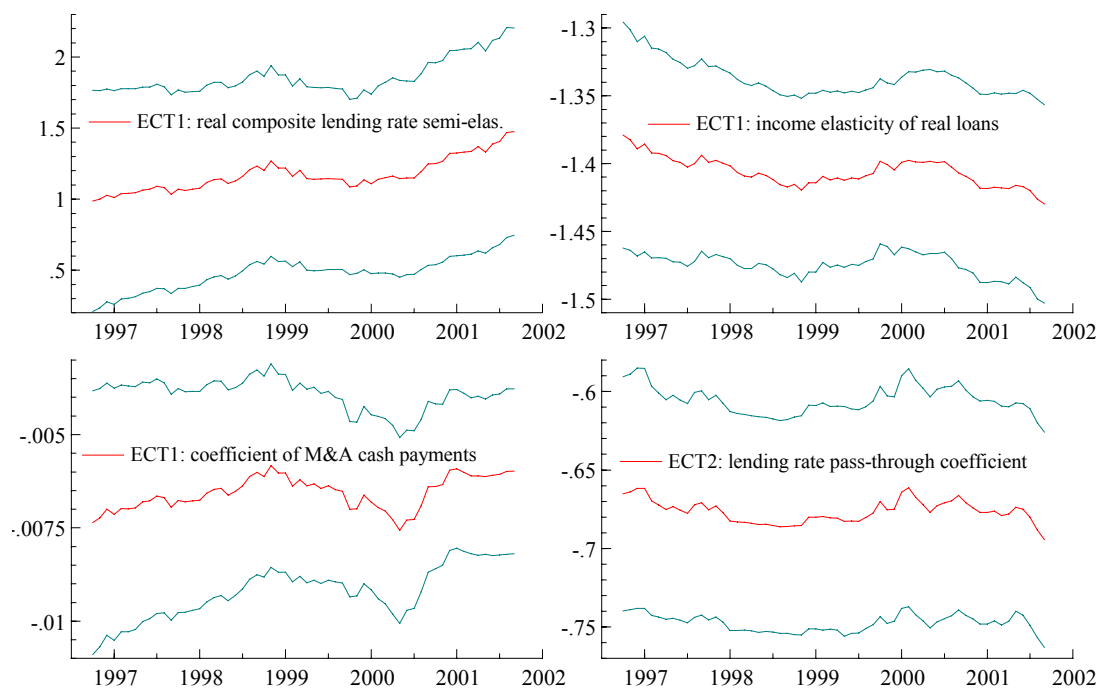 2
1.5
1
.5
ECT1: real composite lending rate semi-elas.
1997 1998 1999 2000 2001 2002
-1.3
-1.35
-1.4
-1.45
-1.5
ECT1: income elasticity of real loans
1997 1998 1999 2000 2001 2002
-.005
-.0075
-.01
ECT1: coefficient of M&A cash payments
1997 1998 1999 2000 2001 2002
-.6
-.65
-.7
-.75
ECT2: lending rate pass-through coefficient
1997 1998 1999 2000 2001 2002